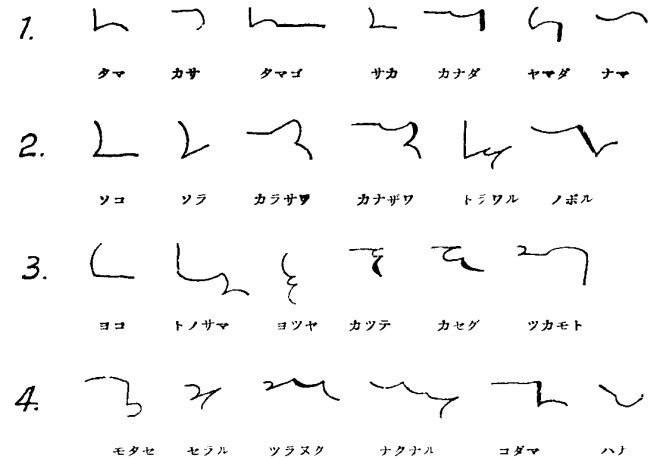 1.
タマ カサ タマゴ サカ カナダ ヤマダ ナマ
2.
ソコ ソラ カラサワ カナザワ トラワル ノボル
3.
ヨコ トノサマ ヨツヤ カツテ カセグ ツカモト
4.
モタセ セラル ツラヌク ナクナル コダマ ハナ